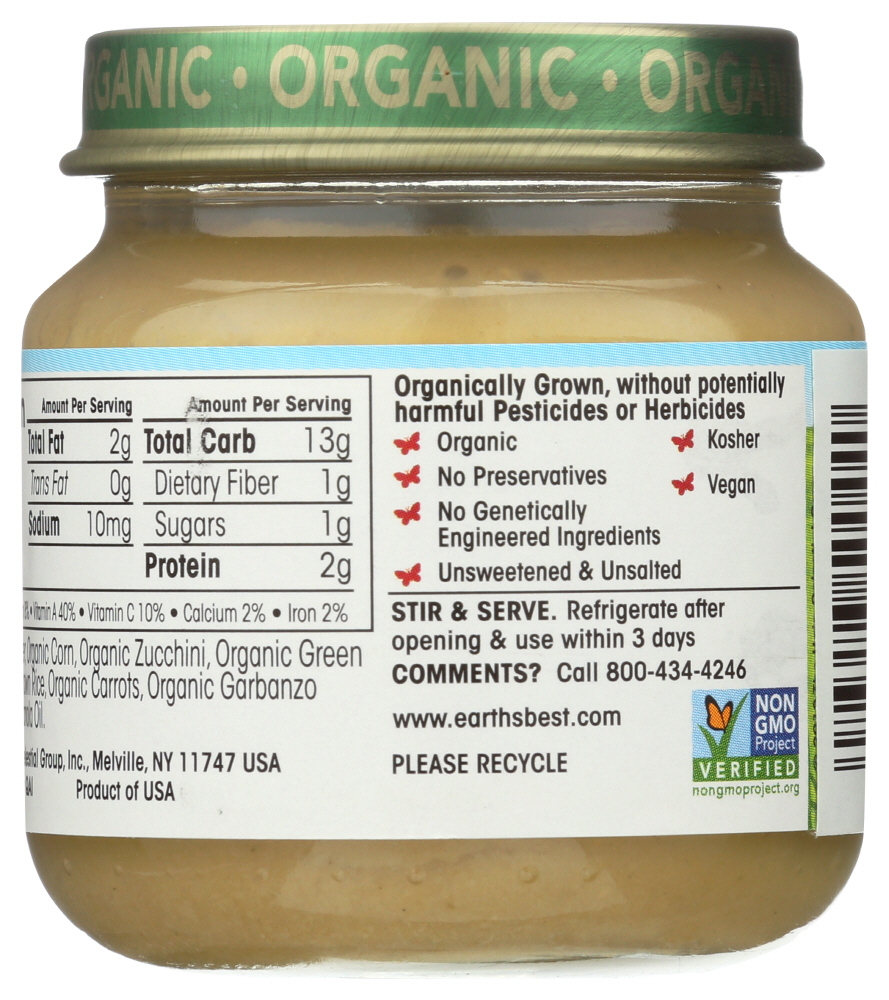 GANIC • ORGANIC • ORGAN
Amount Per Serving Amount Per Serving
Total Fat 2g Total Carb 13g
Trans Fat 0g Dietary Fiber 1g
Sodium 10mg Sugars 1g
Protein 2g
• Vitamin A 40% • Vitamin C 10% • Calcium 2% • Iron 2%
Organic Corn, Organic Zucchini, Organic Green
Rice, Organic Carrots, Organic Garbanzo
Oil.
Group, Inc., Melville, NY 11747 USA
Product of USA
Organically Grown, without potentially
harmful Pesticides or Herbicides
Organic
No Preservatives
No Genetically
Engineered Ingredients
Unsweetened & Unsalted
Kosher
Vegan
STIR & SERVE. Refrigerate after
opening & use within 3 days
COMMENTS? Call 800-434-4246
www.earthsbest.com
PLEASE RECYCLE
NON
GMO
Project
VERIFIED
nongmoproject.org